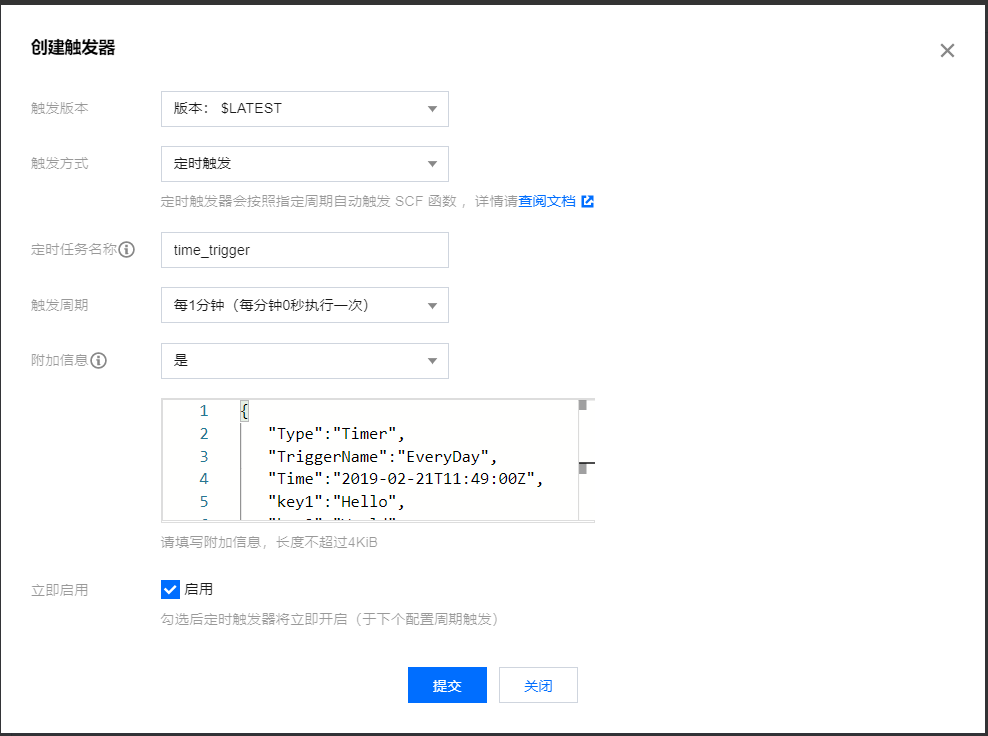 创建触发器
触发版本
版本： $LATEST
触发方式
定时触发
定时触发器会按照指定周期自动触发 SCF 函数 ，详情请查阅文档
定时任务名称
time_trigger
触发周期
每1分钟（每分钟0秒执行一次）
附加信息
是
1 {
2 "Type":"Timer",
3 "TriggerName":"EveryDay",
4 "Time":"2019-02-21T11:49:00Z",
5 "key1":"Hello",
请填写附加信息，长度不超过4KiB
立即启用
启用
勾选后定时触发器将立即开启（于下个配置周期触发）
提交 关闭